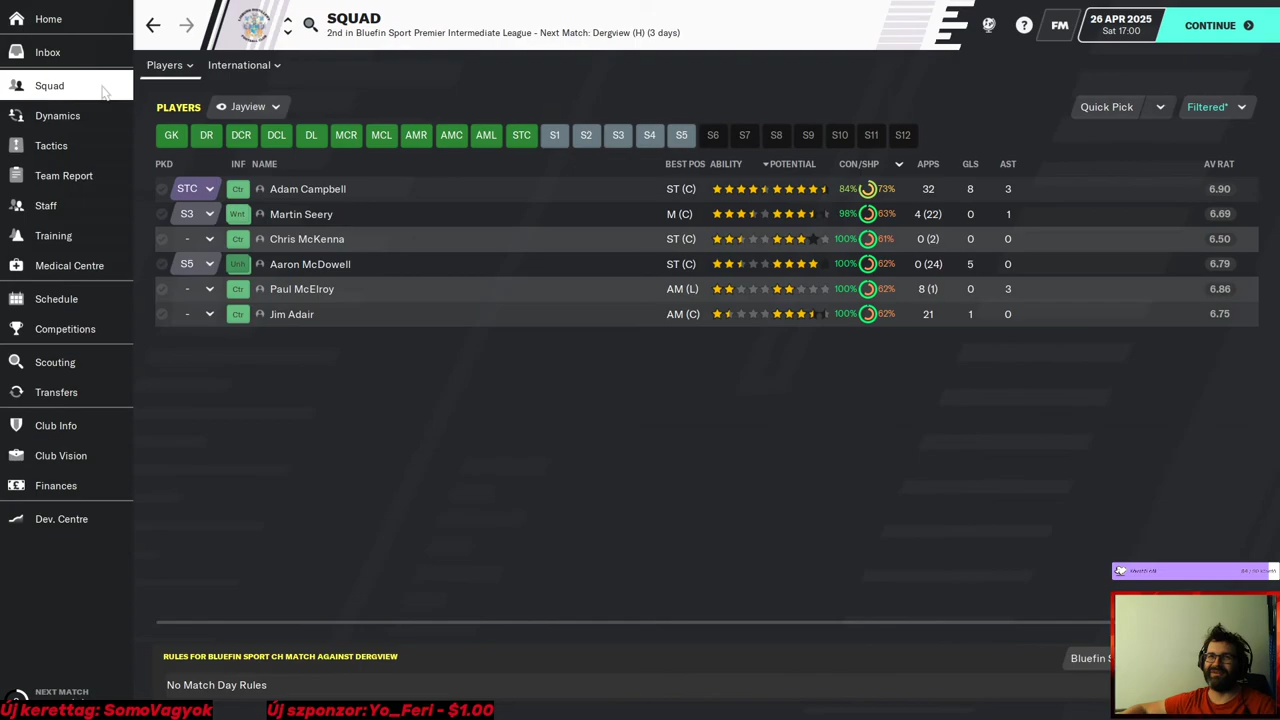 Home
Inbox
Squad
Dynamics
Tactics
Team Report
Staff
Training
Medical Centre
Schedule
Competitions
Scouting
Transfers
Club Info
Club Vision
Finances
Dev. Centre
NEXT MATCH
SQUAD
2nd in Bluefin Sport Premier Intermediate League - Next Match: Dergview (H) (3 days)
FM
26 APR 2025
Sat 17:00
CONTINUE
Players
International
PLAYERS
Jayview
Quick Pick
Filtered*
GK DR DCR DCL DL MCR MCL AMR AMC AML STC S1 S2 S3 S4 S5 S6 S7 S8 S9 S10 S11 S12
PKD INF NAME BEST POS ABILITY POTENTIAL CON/SHP APPS GLS AST AV RAT
STC Ctr Adam Campbell ST (C) 84% 73% 32 8 3 6.90
S3 Wnt Martin Seery M (C) 98% 63% 4 (22) 0 1 6.69
- Ctr Chris McKenna ST (C) 100% 61% 0 (2) 0 0 6.50
S5 Unh Aaron McDowell ST (C) 100% 62% 0 (24) 5 0 6.79
- Ctr Paul McElroy AM (L) 100% 62% 8 (1) 0 3 6.86
- Ctr Jim Adair AM (C) 100% 62% 21 1 0 6.75
RULES FOR BLUEFIN SPORT CH MATCH AGAINST DERGVIEW
Bluefin S
No Match Day Rules
Új kerettag: SomoVagyok
Új szponzor: Yo_Feri - $1.00